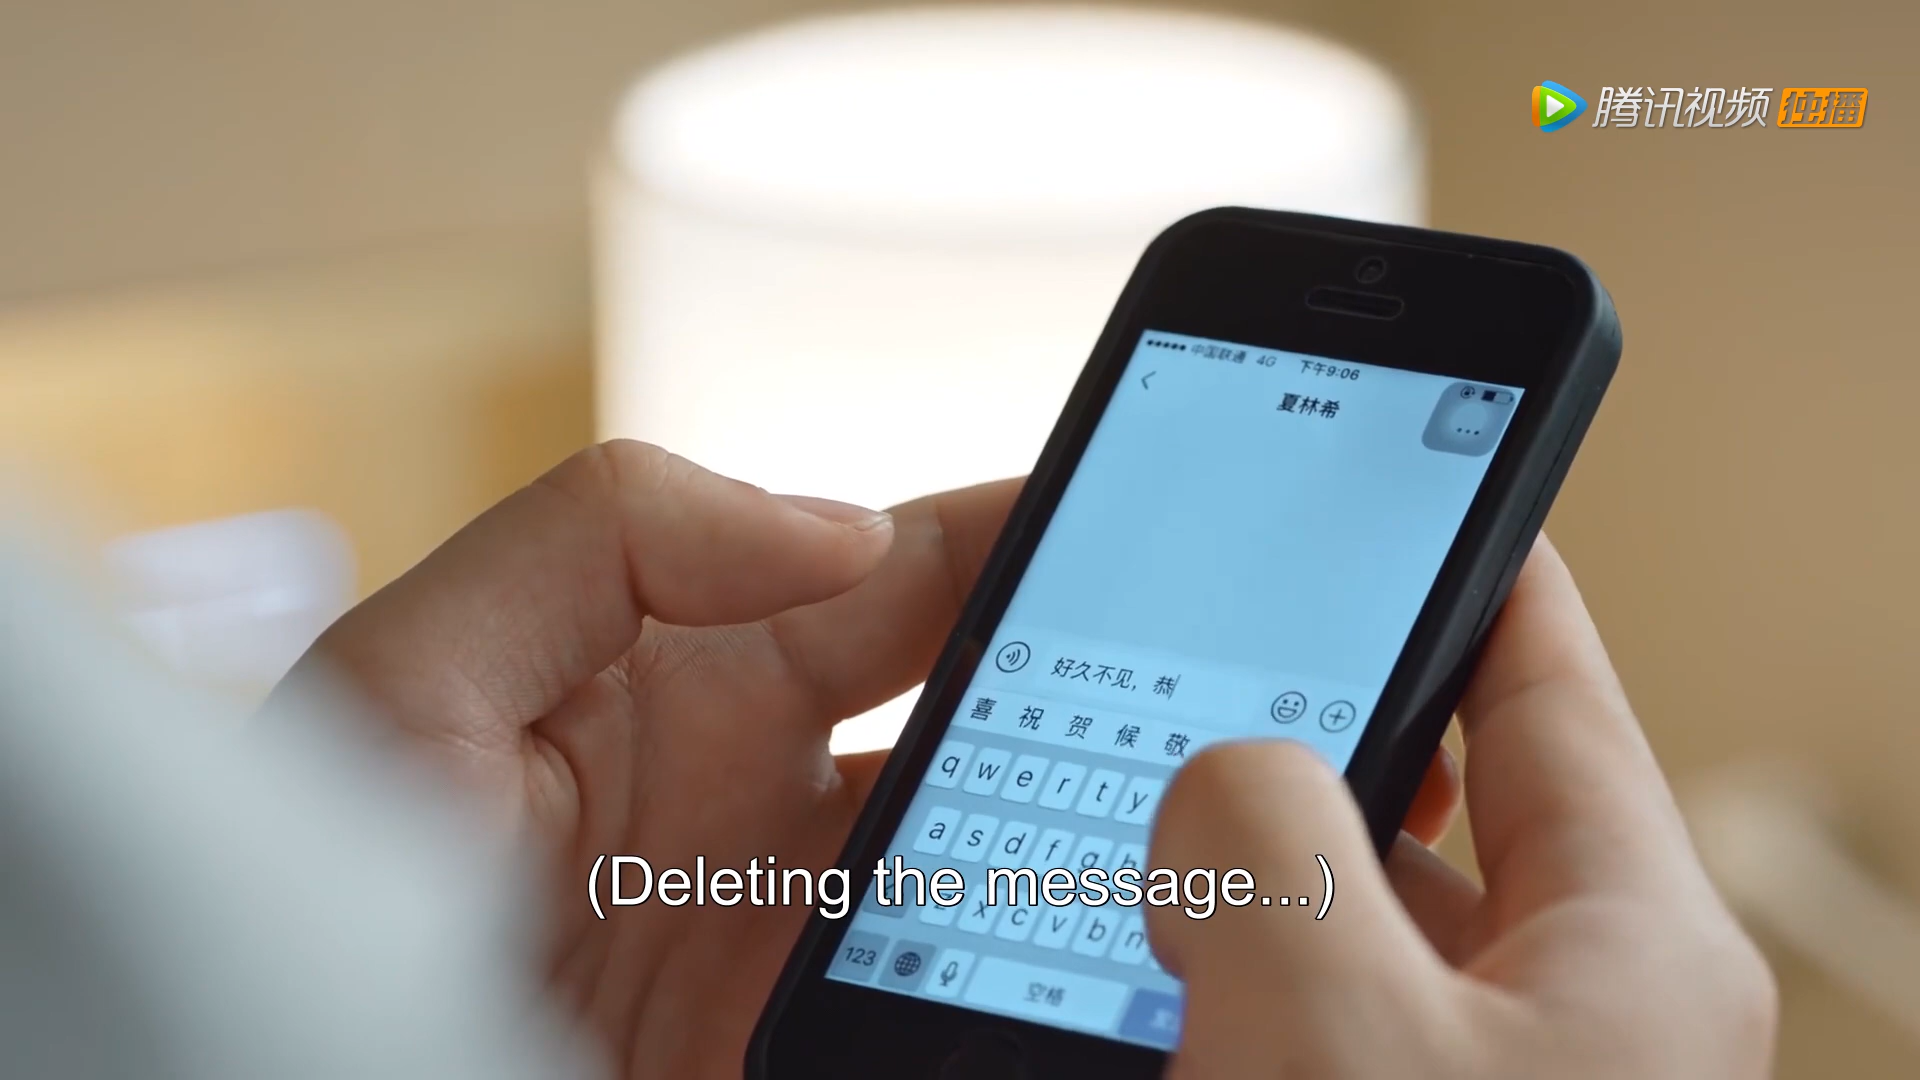 腾讯视频 独播
中国联通 4G 下午9:06
夏林希
好久不见，恭
喜 祝 贺 候 敬
q w e r t y
a s d f g h
z x c v b n
123 空格
(Deleting the message...)